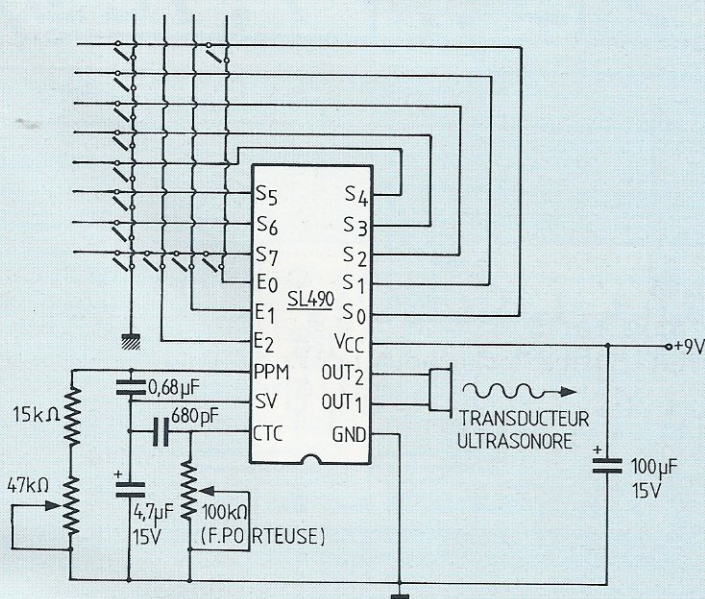 S5
S6
S7
E0
E1
E2
PPM
SV
CTC
SL490
S4
S3
S2
S1
S0
VCC
OUT2
OUT1
GND
+9V
TRANSDUCTEUR
ULTRASONORE
+
100µF
15V
15kΩ
47kΩ
0,68µF
680pF
+
4,7µF
15V
100kΩ
(F.PORTEUSE)